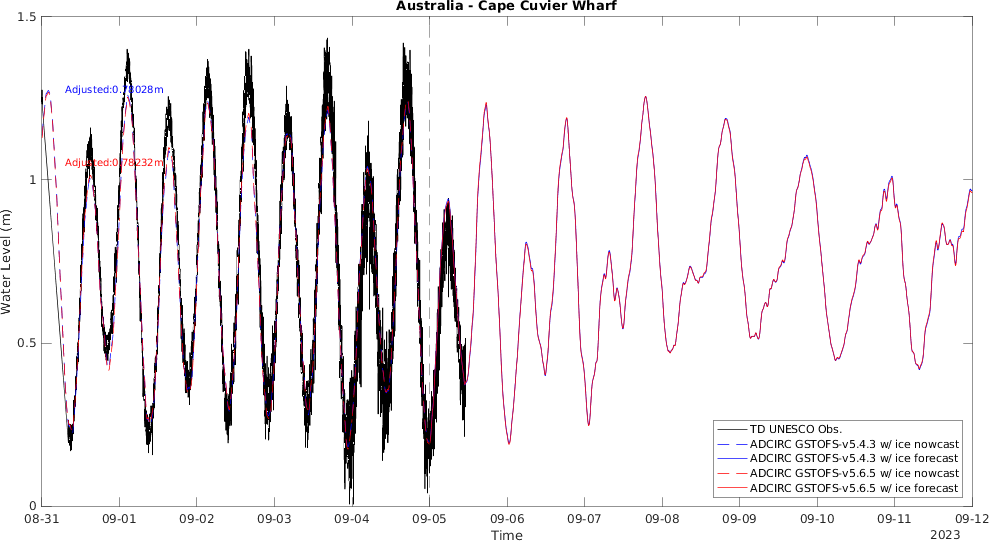 Australia - Cape Cuvier Wharf
1.5
1
0.5
0
Water Level (m)
Adjusted:0.78028m
Adjusted:0.78232m
TD UNESCO Obs.
ADCIRC GSTOFS-v5.4.3 w/ ice nowcast
ADCIRC GSTOFS-v5.4.3 w/ ice forecast
ADCIRC GSTOFS-v5.6.5 w/ ice nowcast
ADCIRC GSTOFS-v5.6.5 w/ ice forecast
08-31 09-01 09-02 09-03 09-04 09-05 09-06 09-07 09-08 09-09 09-10 09-11 09-12
Time
2023